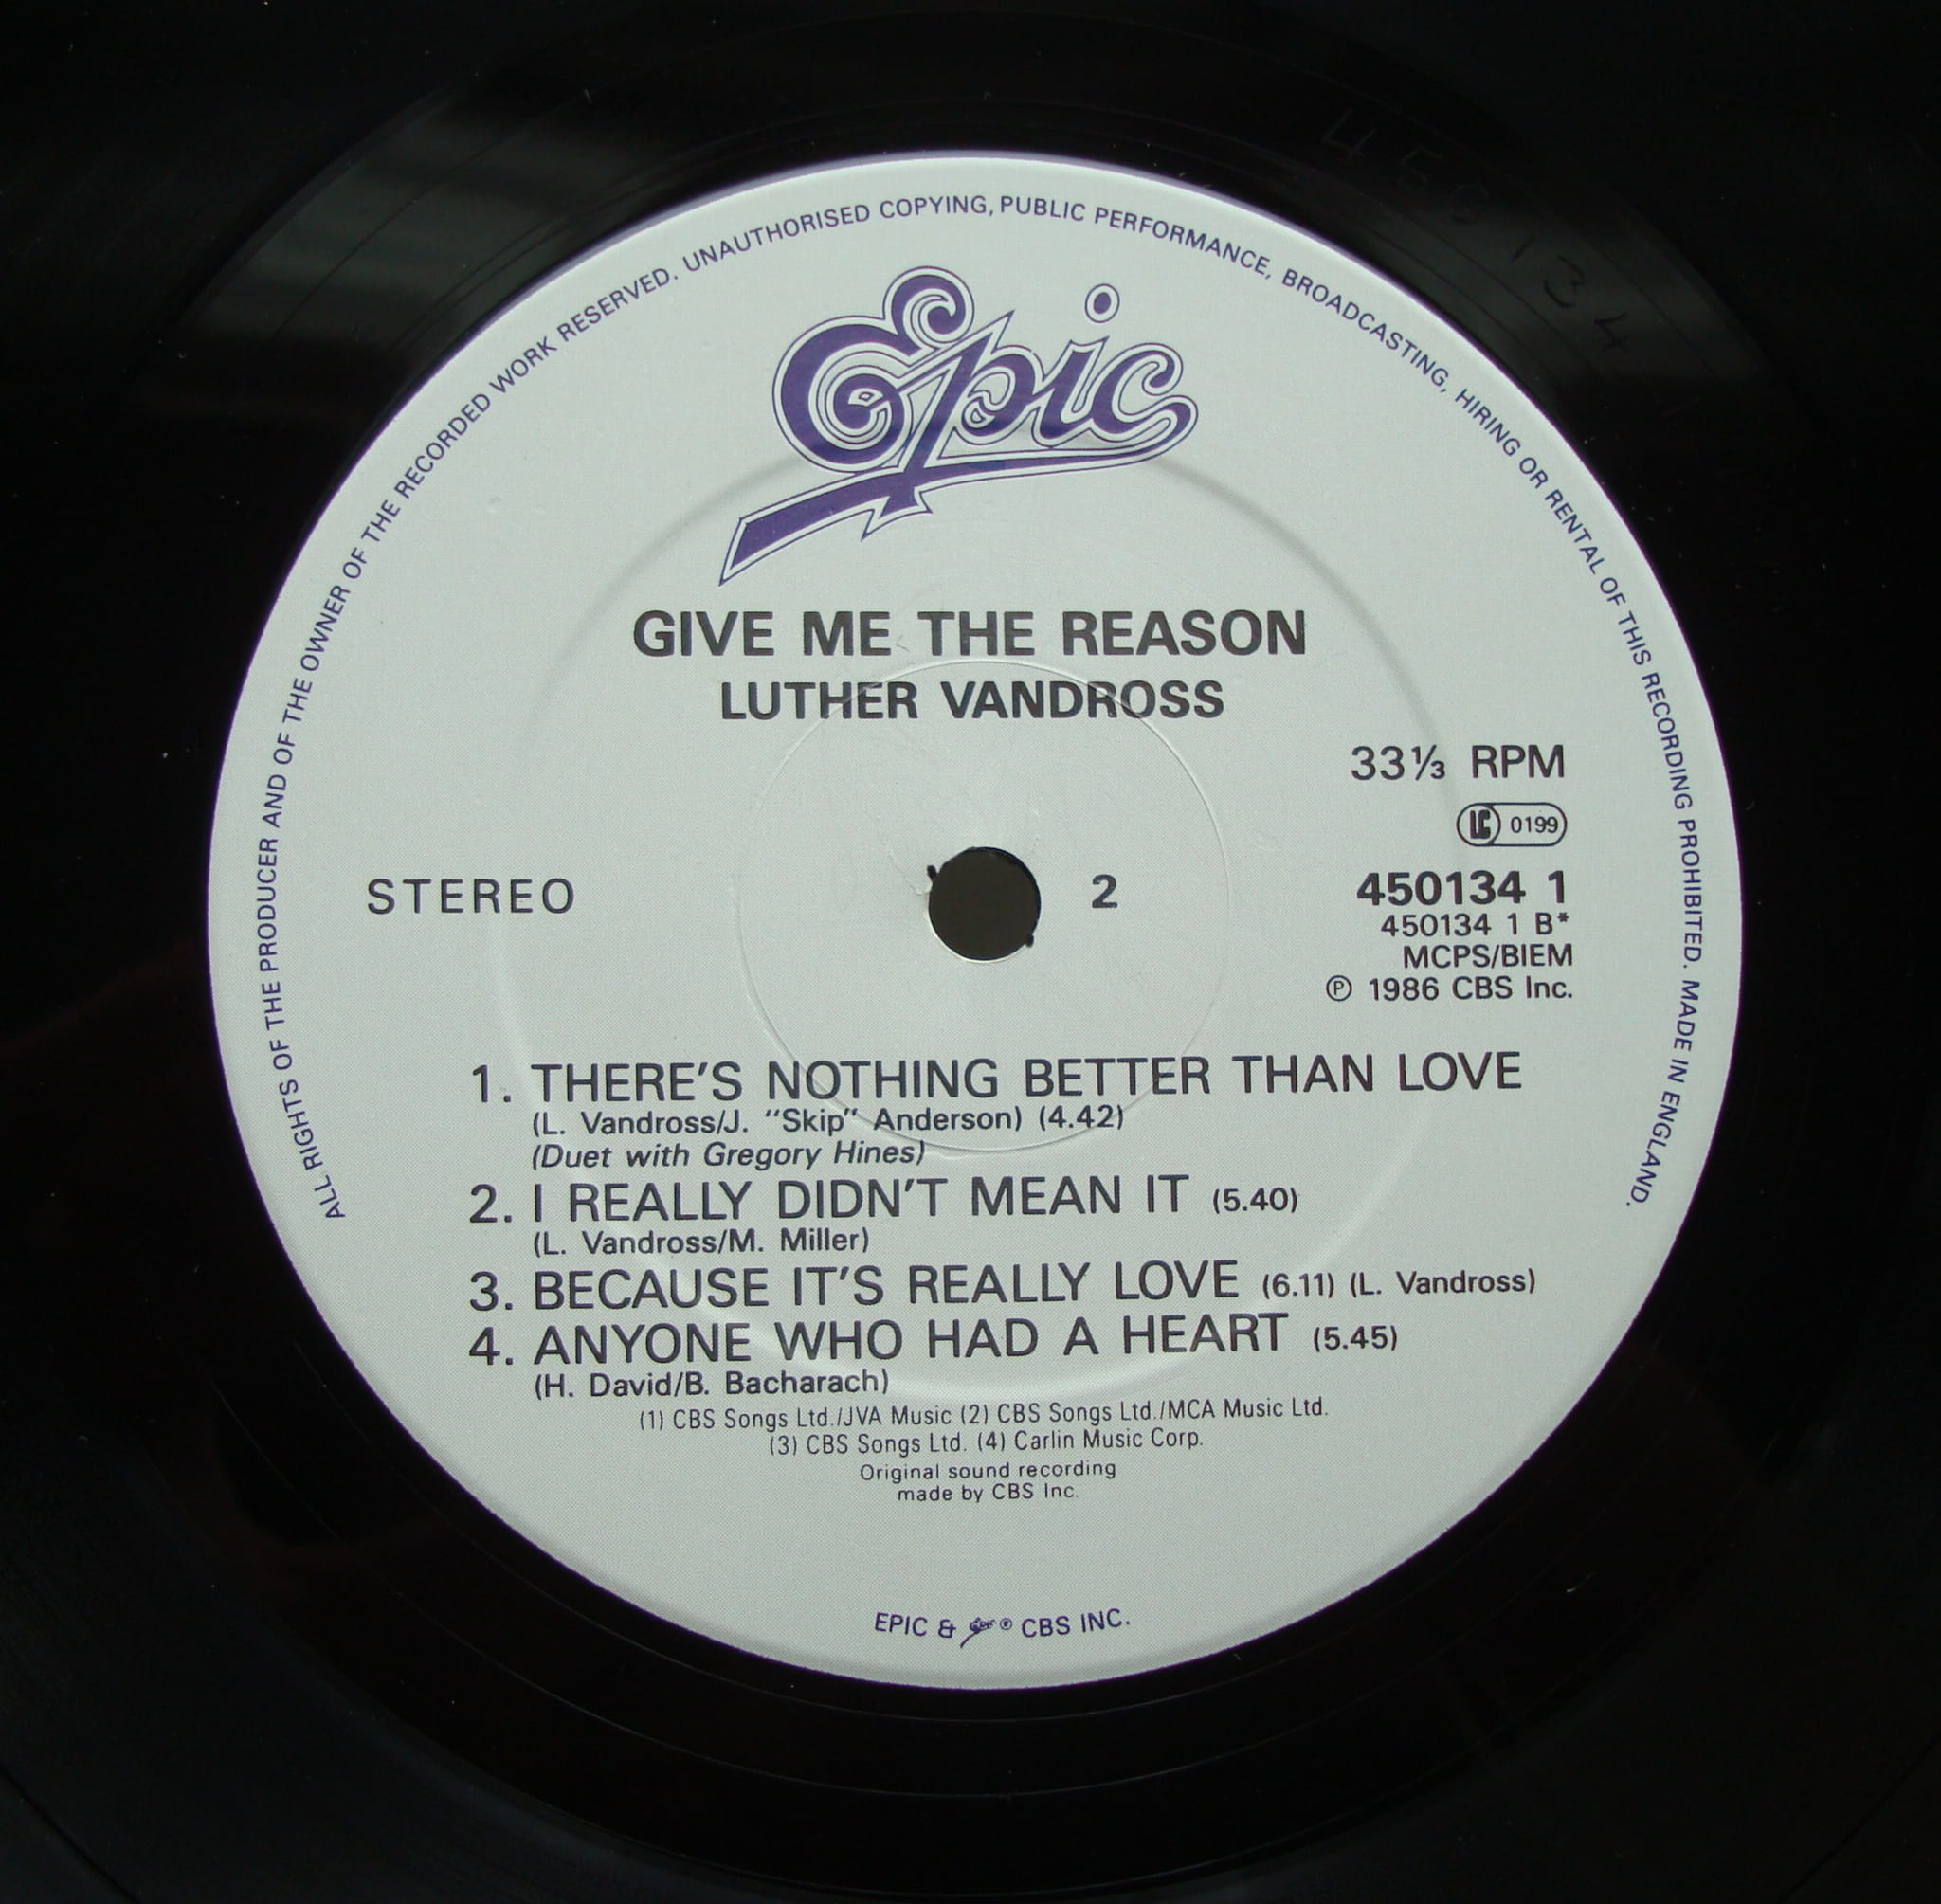 ALL RIGHTS OF THE PRODUCER AND OF THE OWNER OF THE RECORDED WORK RESERVED. UNAUTHORISED COPYING, PUBLIC PERFORMANCE, BROADCASTING, HIRING OR RENTAL OF THIS RECORDING PROHIBITED. MADE IN ENGLAND.
Epic
GIVE ME THE REASON
LUTHER VANDROSS
33⅓ RPM
LC 0199
STEREO
2
450134 1
450134 1 B*
MCPS/BIEM
℗ 1986 CBS Inc.
1. THERE'S NOTHING BETTER THAN LOVE
(L. Vandross/J. "Skip" Anderson) (4.42)
(Duet with Gregory Hines)
2. I REALLY DIDN'T MEAN IT (5.40)
(L. Vandross/M. Miller)
3. BECAUSE IT'S REALLY LOVE (6.11) (L. Vandross)
4. ANYONE WHO HAD A HEART (5.45)
(H. David/B. Bacharach)
(1) CBS Songs Ltd./JVA Music (2) CBS Songs Ltd./MCA Music Ltd.
(3) CBS Songs Ltd. (4) Carlin Music Corp.
Original sound recording
made by CBS Inc.
EPIC & Epic ® CBS INC.